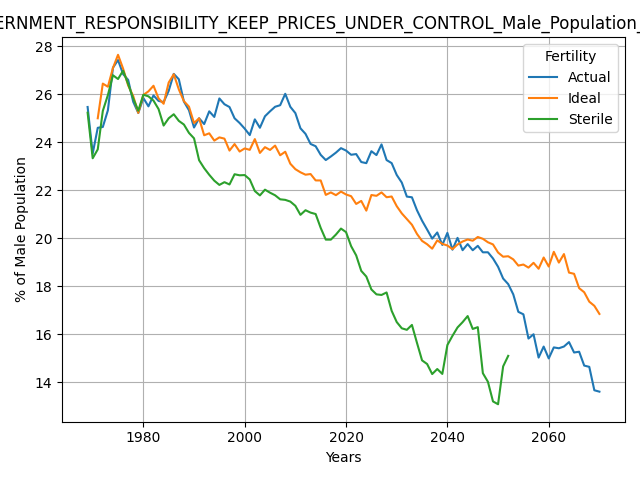 ERNMENT_RESPONSIBILITY_KEEP_PRICES_UNDER_CONTROL_Male_Population_
28
26
24
22
20
18
16
14
% of Male Population
Fertility
Actual
Ideal
Sterile
1980
2000
2020
2040
2060
Years